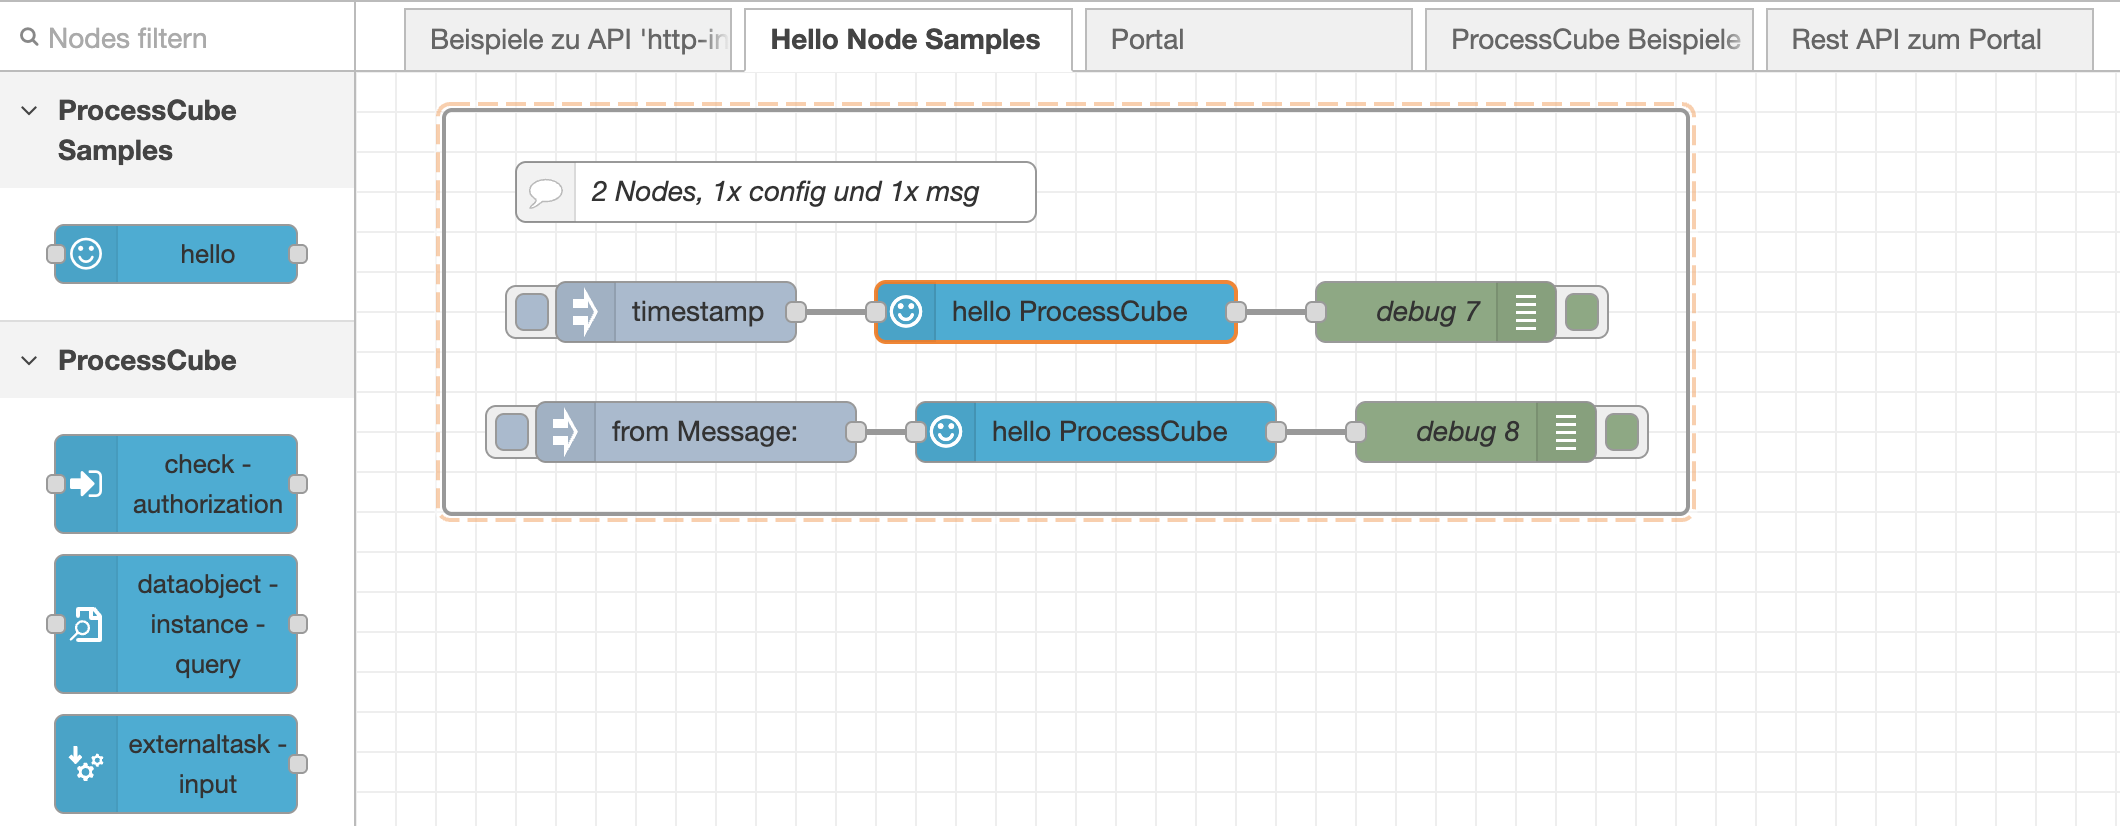 Nodes filtern
Beispiele zu API 'http-in
Hello Node Samples
Portal
ProcessCube Beispiele
Rest API zum Portal
ProcessCube
Samples
hello
ProcessCube
check -
authorization
dataobject -
instance -
query
externaltask -
input
2 Nodes, 1x config und 1x msg
timestamp
hello ProcessCube
debug 7
from Message:
hello ProcessCube
debug 8